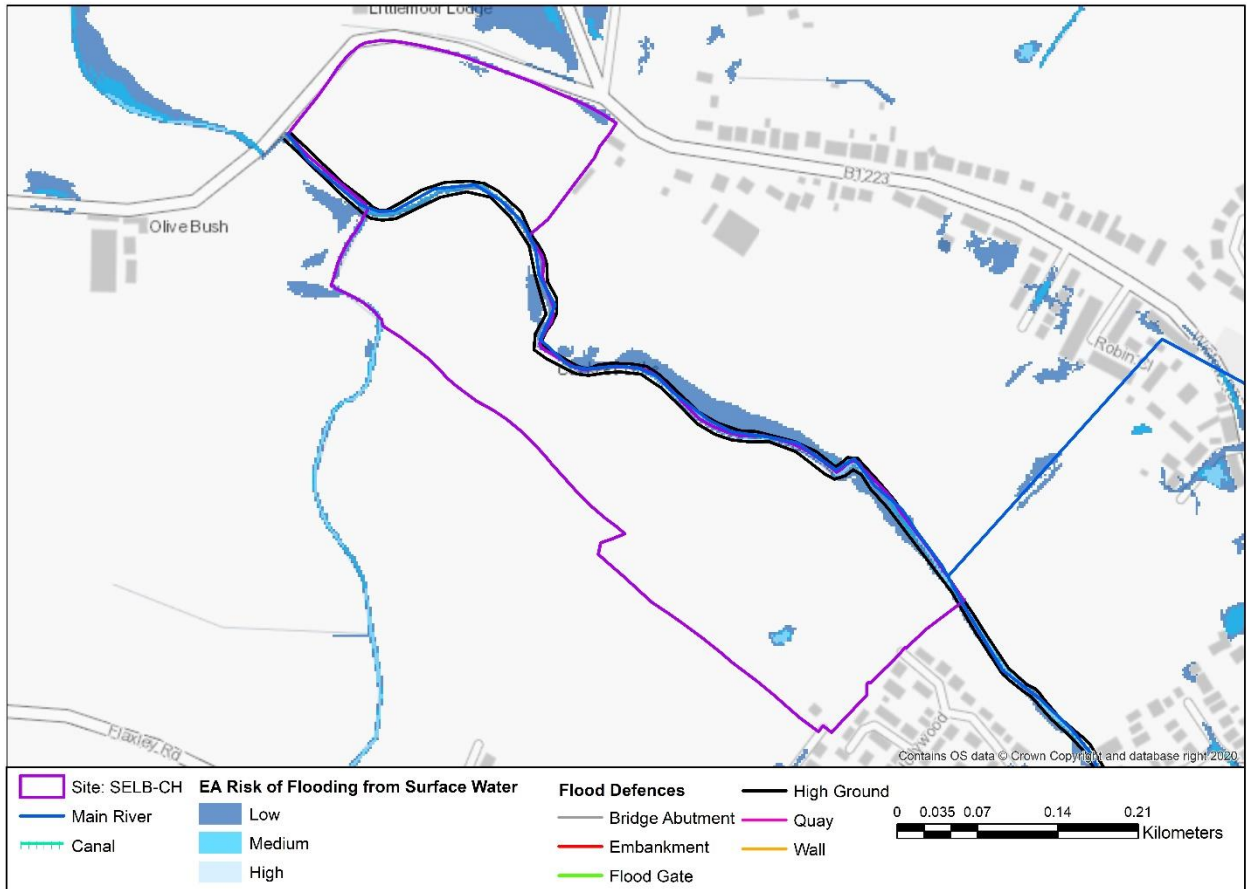 Littlemoor Lodge
Olive Bush
B1223
Robin Cl
Flaxley Rd
Contains OS data © Crown Copyright and database right 2020
Site: SELB-CH
Main River
Canal
EA Risk of Flooding from Surface Water
Low
Medium
High
Flood Defences
Bridge Abutment
Embankment
Flood Gate
High Ground
Quay
Wall
0 0.035 0.07 0.14 0.21
Kilometers